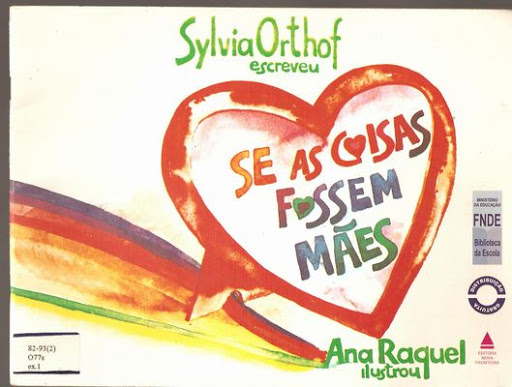 Sylvia Orthof
escreveu
SE AS COISAS
FOSSEM
MÃES
MINISTÉRIO
DA EDUCAÇÃO
FNDE
Biblioteca
da Escola
DISTRIBUIÇÃO
GRATUITA
82-93(2)
O77s
ex.1
Ana Raquel
ilustrou
EDITORA
NOVA
FRONTEIRA